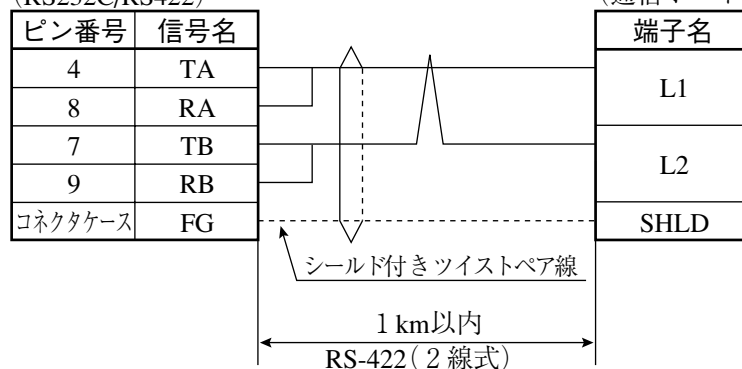 (RS232C/RS422)
ピン番号 信号名 端子名
4 TA L1
8 RA
7 TB L2
9 RB
コネクタケース FG SHLD
シールド付きツイストペア線
1 km以内
RS-422(2線式)